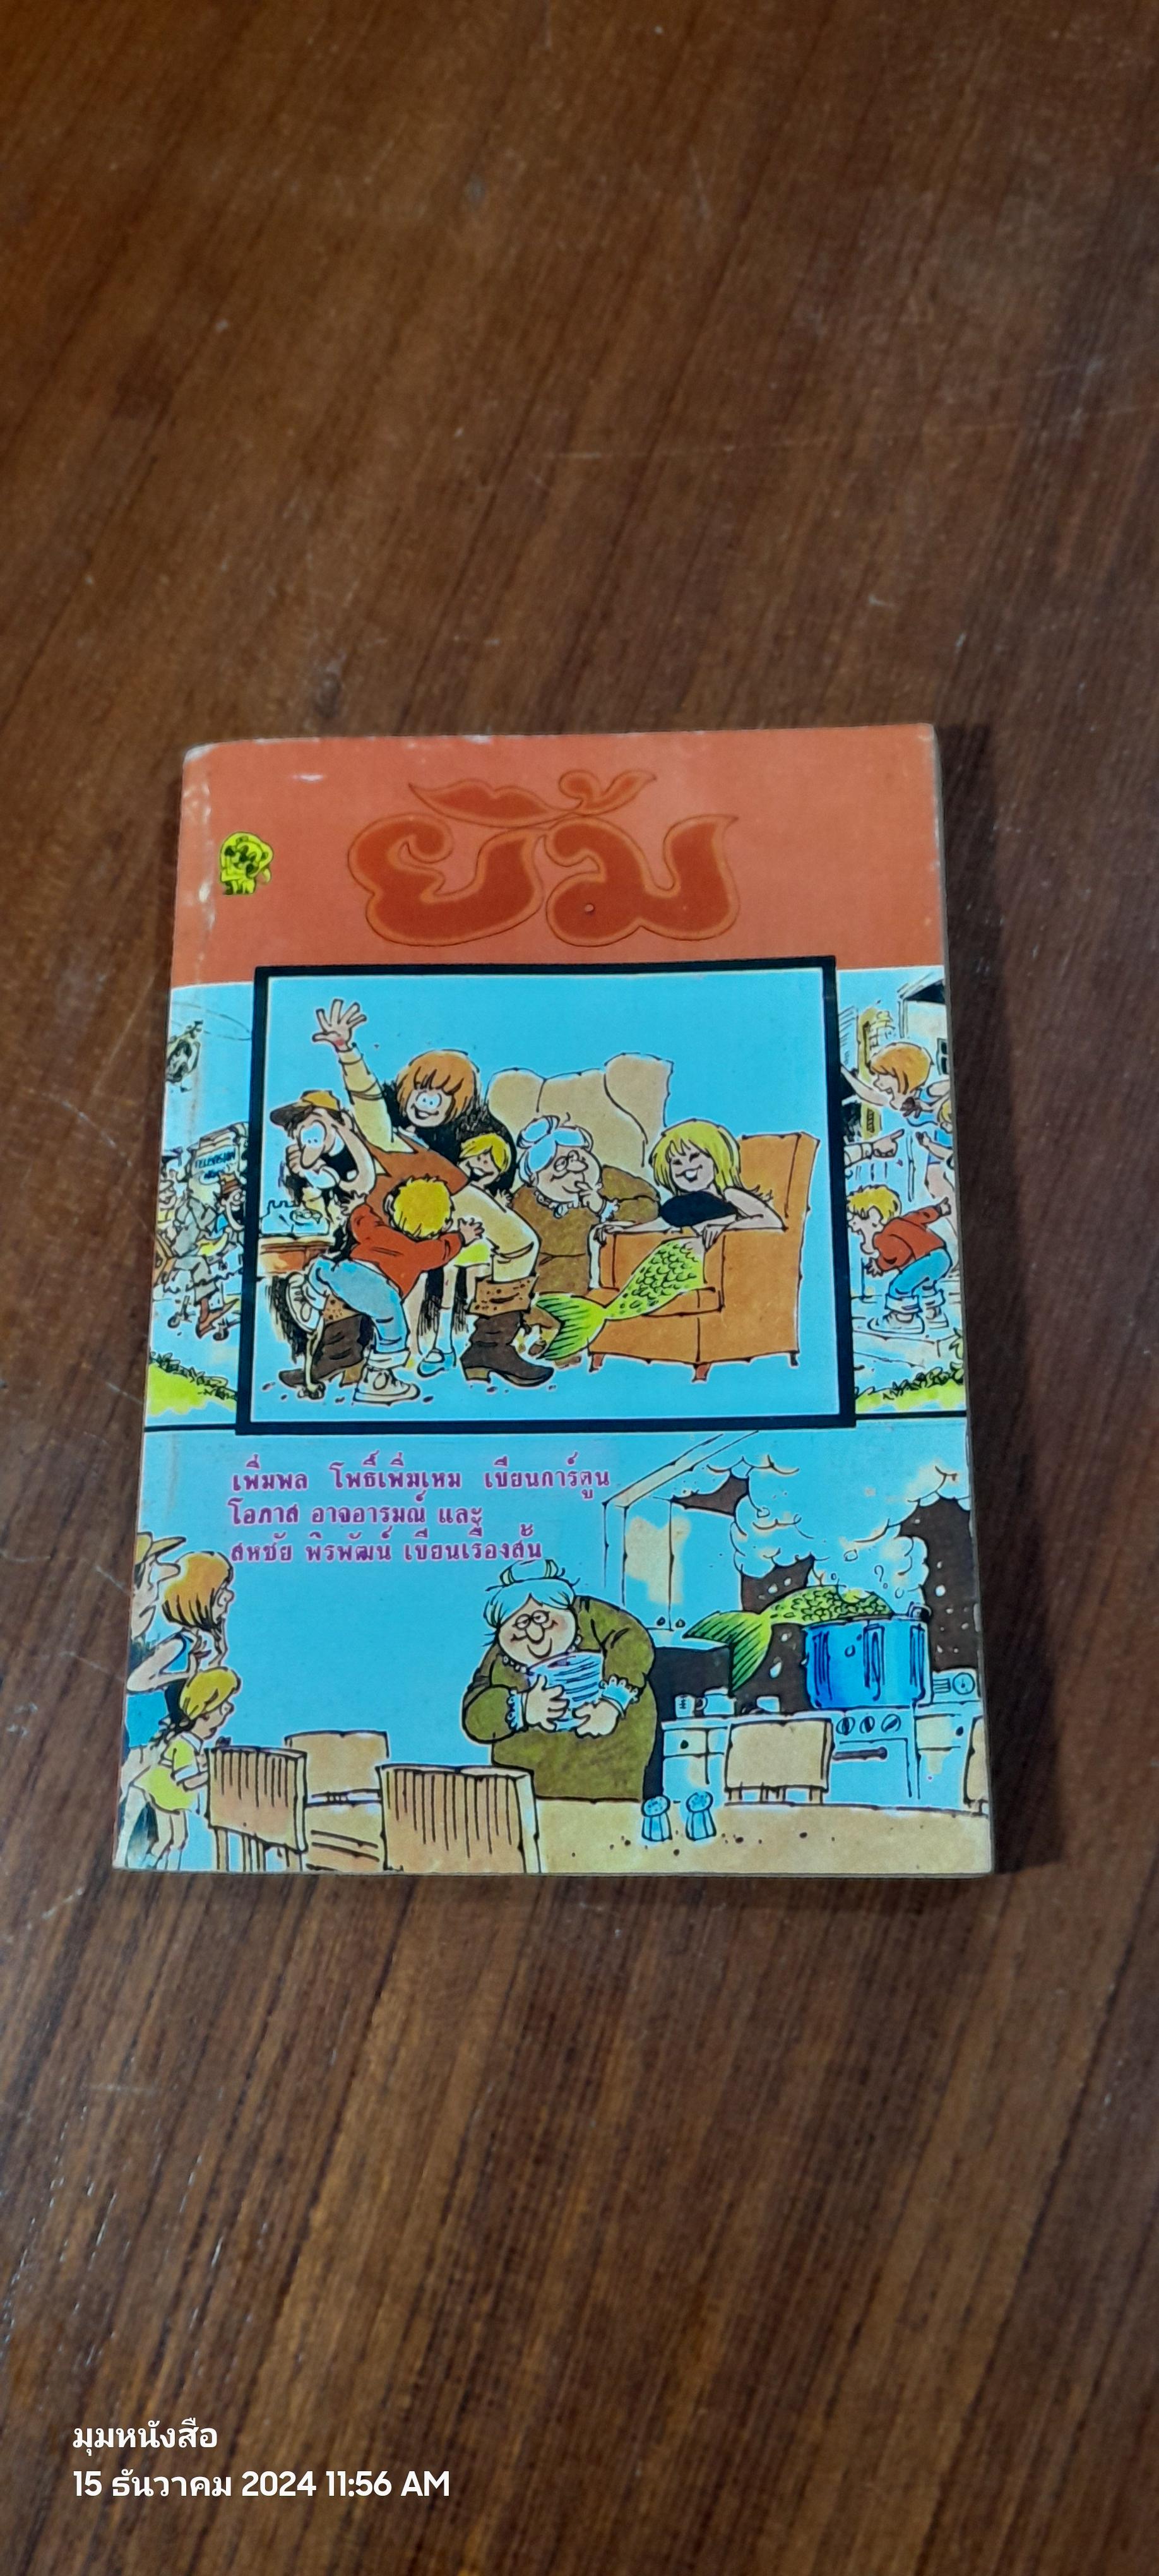 ยิ้ม
TELEVISION
เพิ่มพล โพธิ์เพิ่มเหม เขียนการ์ตูน
โอภาส อาจอารมณ์ และ
สหชัย พิรพัฒน์ เขียนเรื่องสั้น
มุมหนังสือ
15 ธันวาคม 2024 11:56 AM